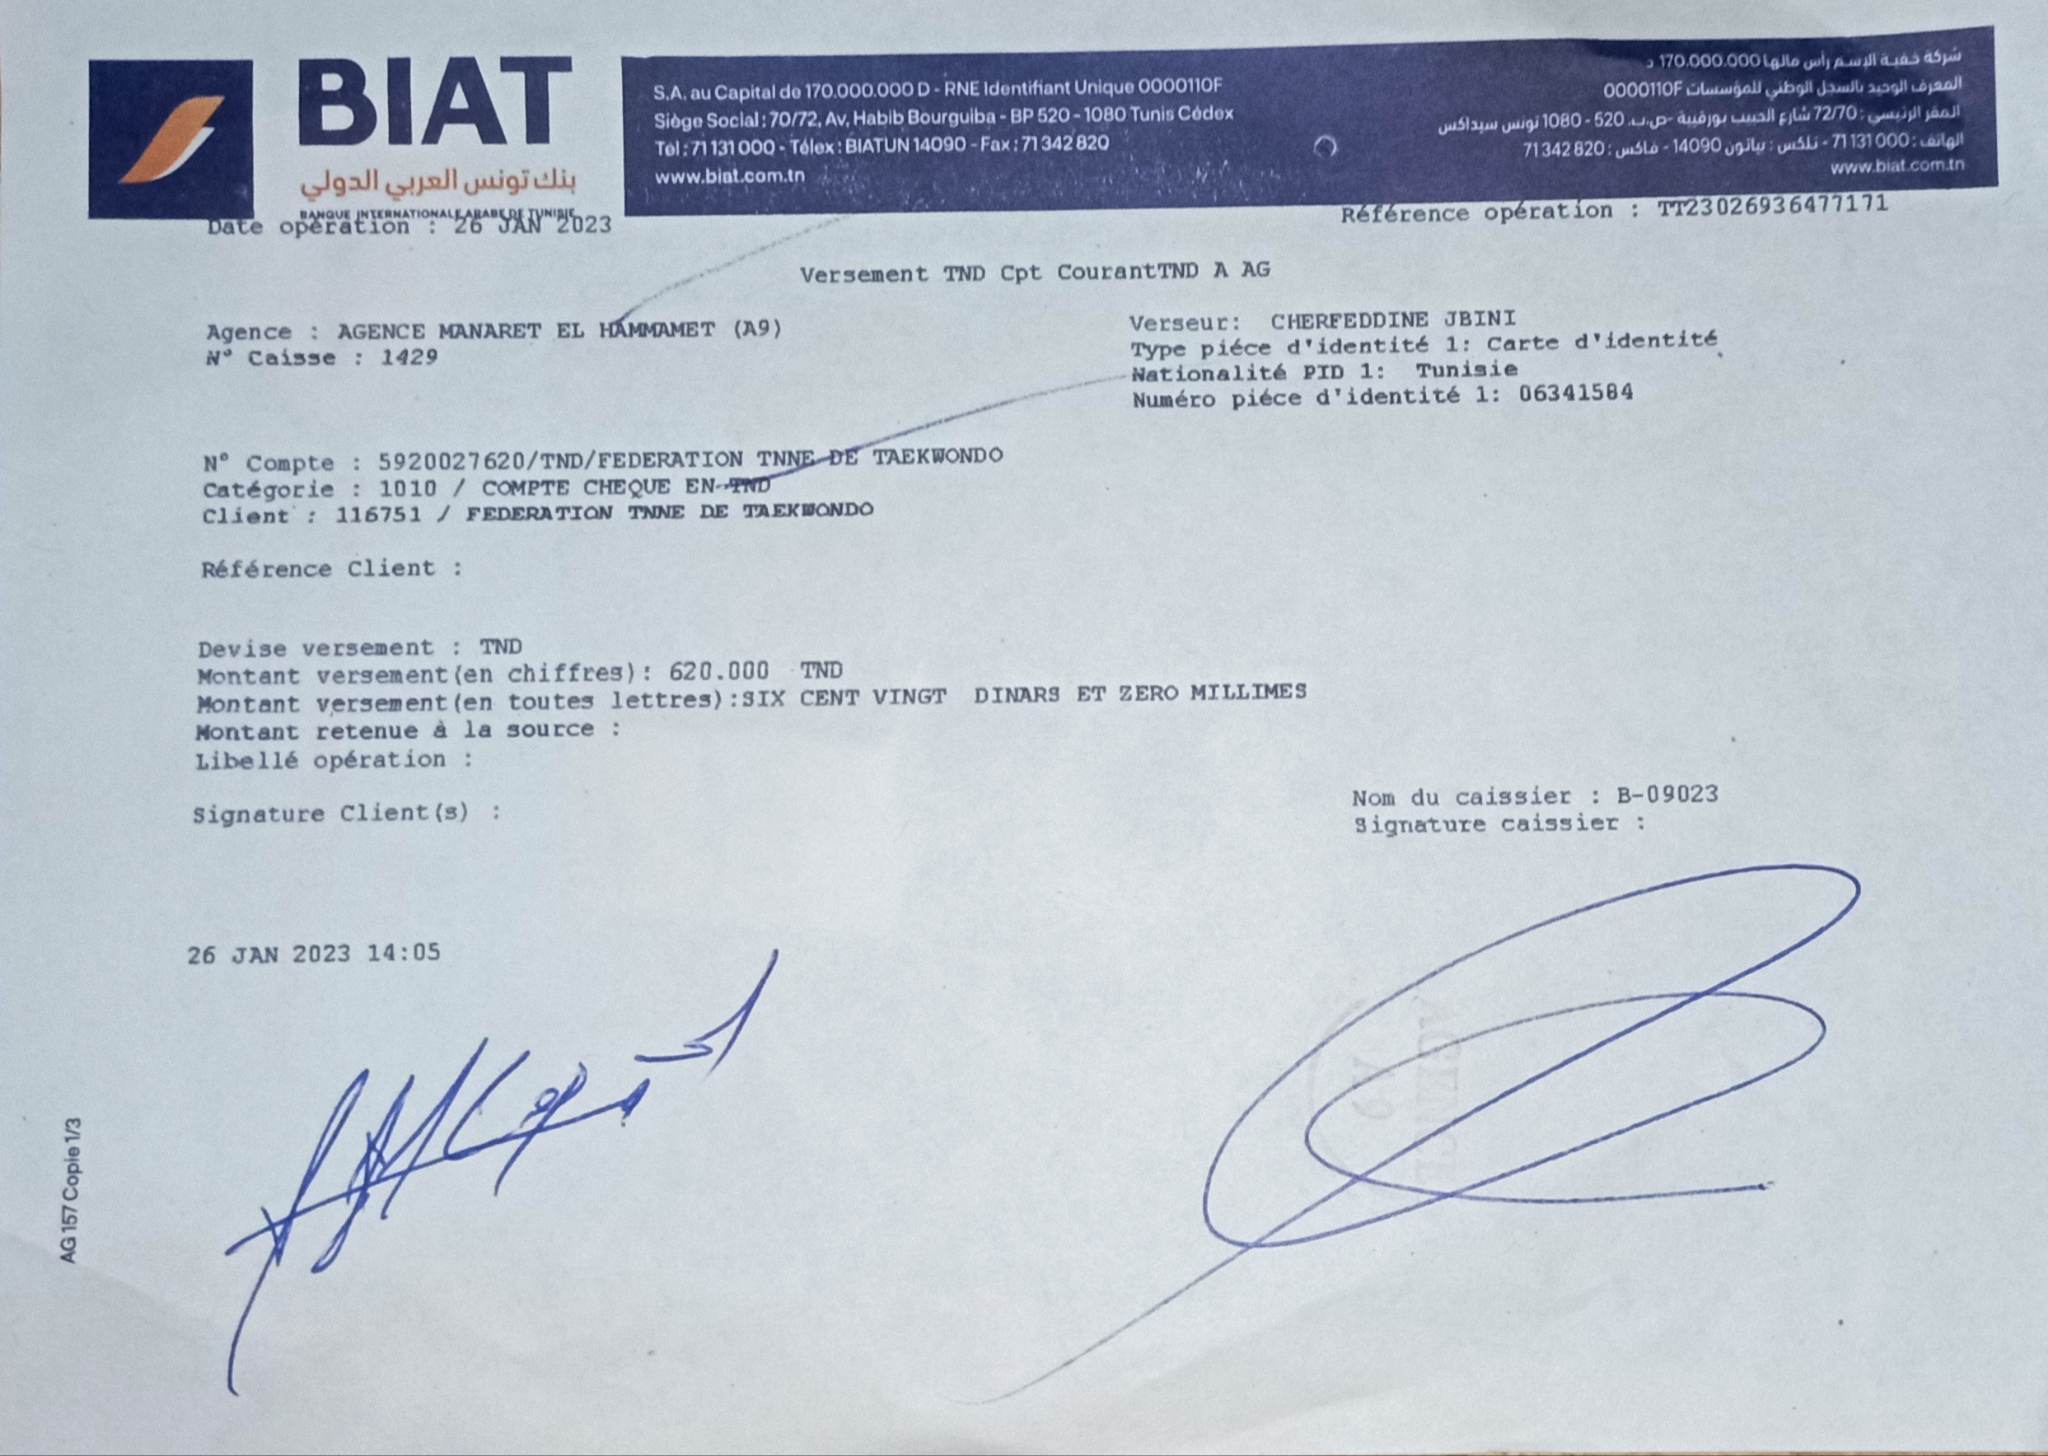 BIAT
بنك تونس العربي الدولي
BANQUE INTERNATIONALE ARABE DE TUNISIE
S.A. au Capital de 170.000.000 D - RNE Identifiant Unique 0000110F
Siège Social : 70/72, Av. Habib Bourguiba - BP 520 - 1080 Tunis Cédex
Tél : 71 131 000 - Télex : BIATUN 14090 - Fax : 71 342 820
www.biat.com.tn
شركة خفية الإسم رأس مالها 170.000.000 د
المعرف الوحيد بالسجل الوطني للمؤسسات 0000110F
المقر الرئيسي : 72/70 شارع الحبيب بورقيبة -ص.ب. 520 - 1080 تونس سيداكس
الهاتف : 71 131 000 - تلكس : بياتون 14090 - فاكس : 71 342 820
www.biat.com.tn
Date opération : 26 JAN 2023
Référence opération : TT23026936477171
Versement TND Cpt CourantTND A AG
Agence : AGENCE MANARET EL HAMMAMET (A9)
N° Caisse : 1429
Verseur: CHERFEDDINE JBINI
Type piéce d'identité 1: Carte d'identité
Nationalité PID 1: Tunisie
Numéro piéce d'identité 1: 06341584
N° Compte : 5920027620/TND/FEDERATION TNNE DE TAEKWONDO
Catégorie : 1010 / COMPTE CHEQUE EN TND
Client : 116751 / FEDERATION TNNE DE TAEKWONDO
Référence Client :
Devise versement : TND
Montant versement(en chiffres): 620.000 TND
Montant versement(en toutes lettres):SIX CENT VINGT DINARS ET ZERO MILLIMES
Montant retenue à la source :
Libellé opération :
Signature Client(s) :
Nom du caissier : B-09023
Signature caissier :
26 JAN 2023 14:05
AG 157 Copie 1/3